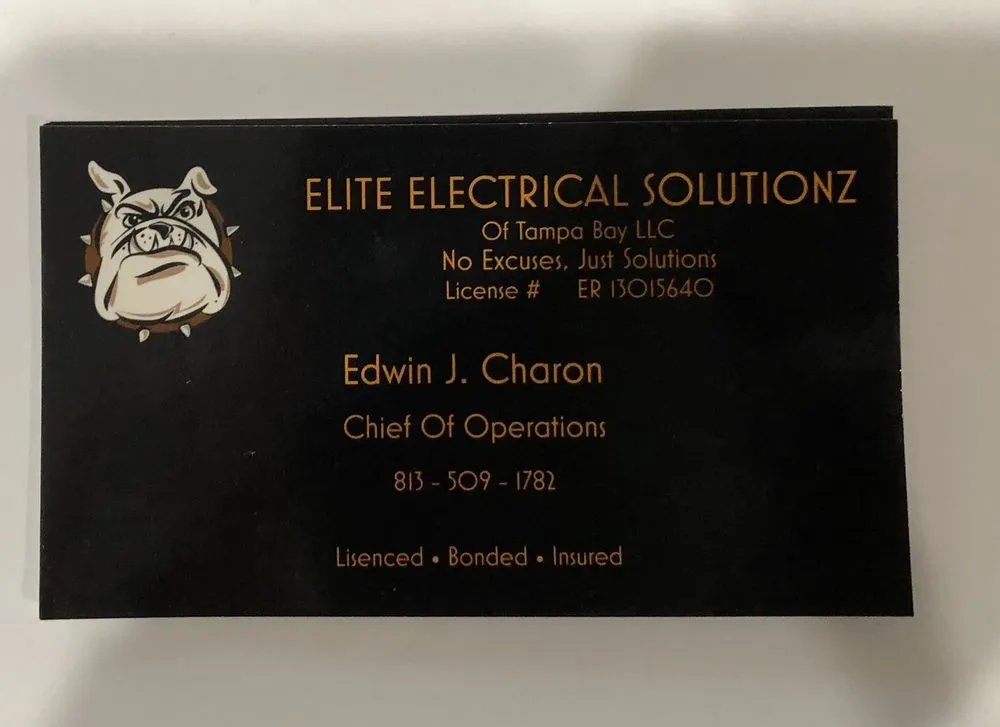 ELITE ELECTRICAL SOLUTIONZ
Of Tampa Bay LLC
No Excuses, Just Solutions
License # ER 13015640
Edwin J. Charon
Chief Of Operations
813 - 509 - 1782
Lisenced • Bonded • Insured